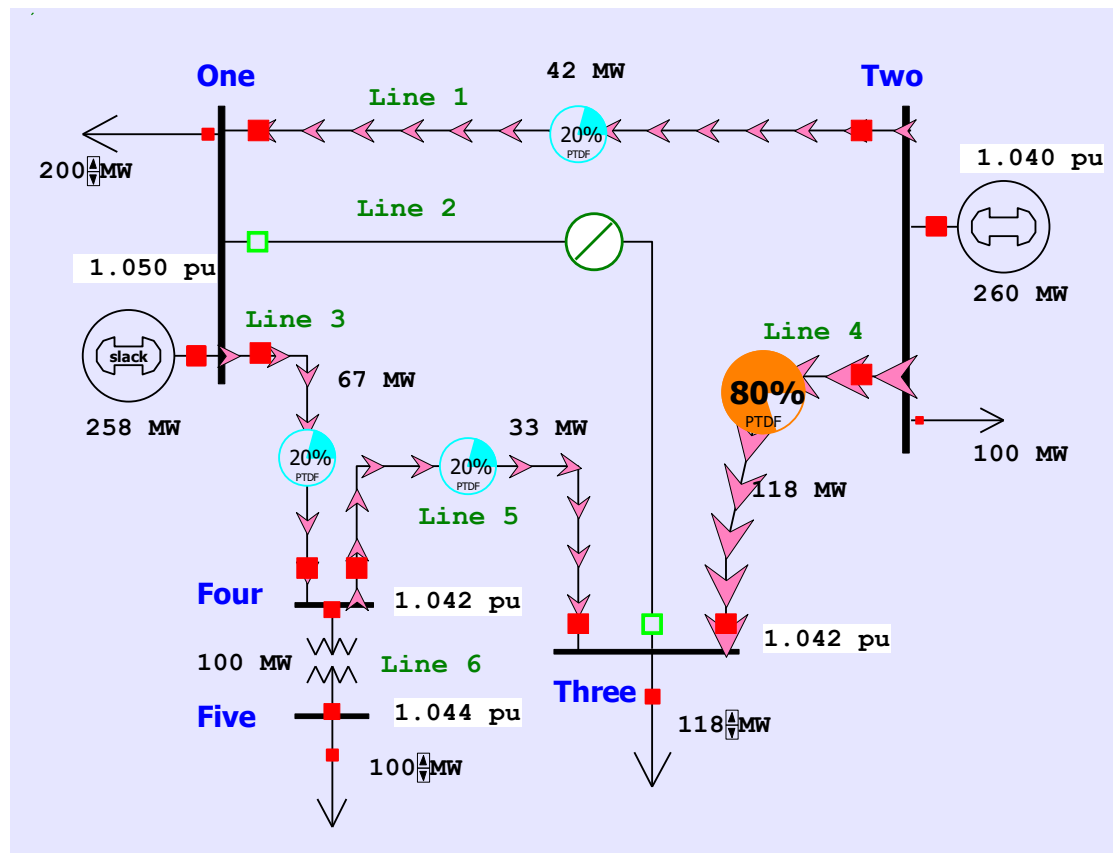 42 MW
One
Two
Line 1
20%
PTDF
1.040 pu
200 MW
Line 2
1.050 pu
260 MW
Line 3
Line 4
slack
67 MW
80%
PTDF
258 MW
33 MW
100 MW
20%
PTDF
20%
PTDF
118 MW
Line 5
Four
1.042 pu
1.042 pu
100 MW
Line 6
Three
Five
1.044 pu
118 MW
100 MW